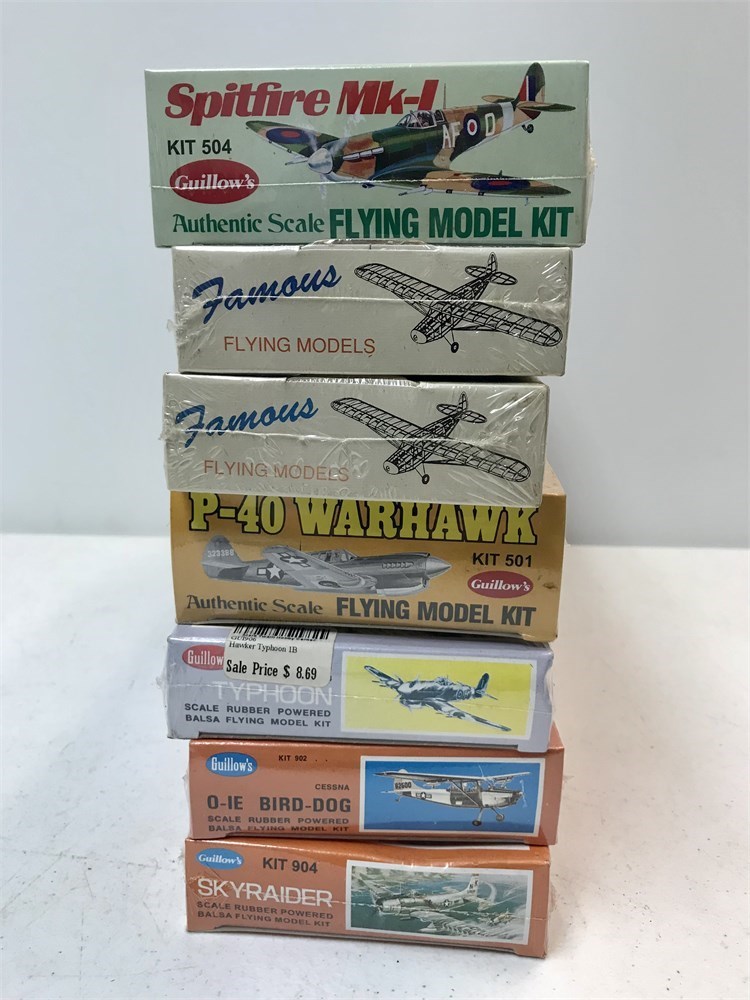 Spitfire Mk-I
KIT 504
AF D
Guillow's
Authentic Scale FLYING MODEL KIT
Famous
FLYING MODELS
Famous
FLYING MODELS
P-40 WARHAWK
KIT 501
Guillow's
Authentic Scale FLYING MODEL KIT
Hawker Typhoon IB
Sale Price $ 8.69
TYPHOON
SCALE RUBBER POWERED
BALSA FLYING MODEL KIT
Guillow's
KIT 902
CESSNA
O-IE BIRD-DOG
SCALE RUBBER POWERED
BALSA FLYING MODEL KIT
Guillow's
KIT 904
SKYRAIDER
SCALE RUBBER POWERED
BALSA FLYING MODEL KIT